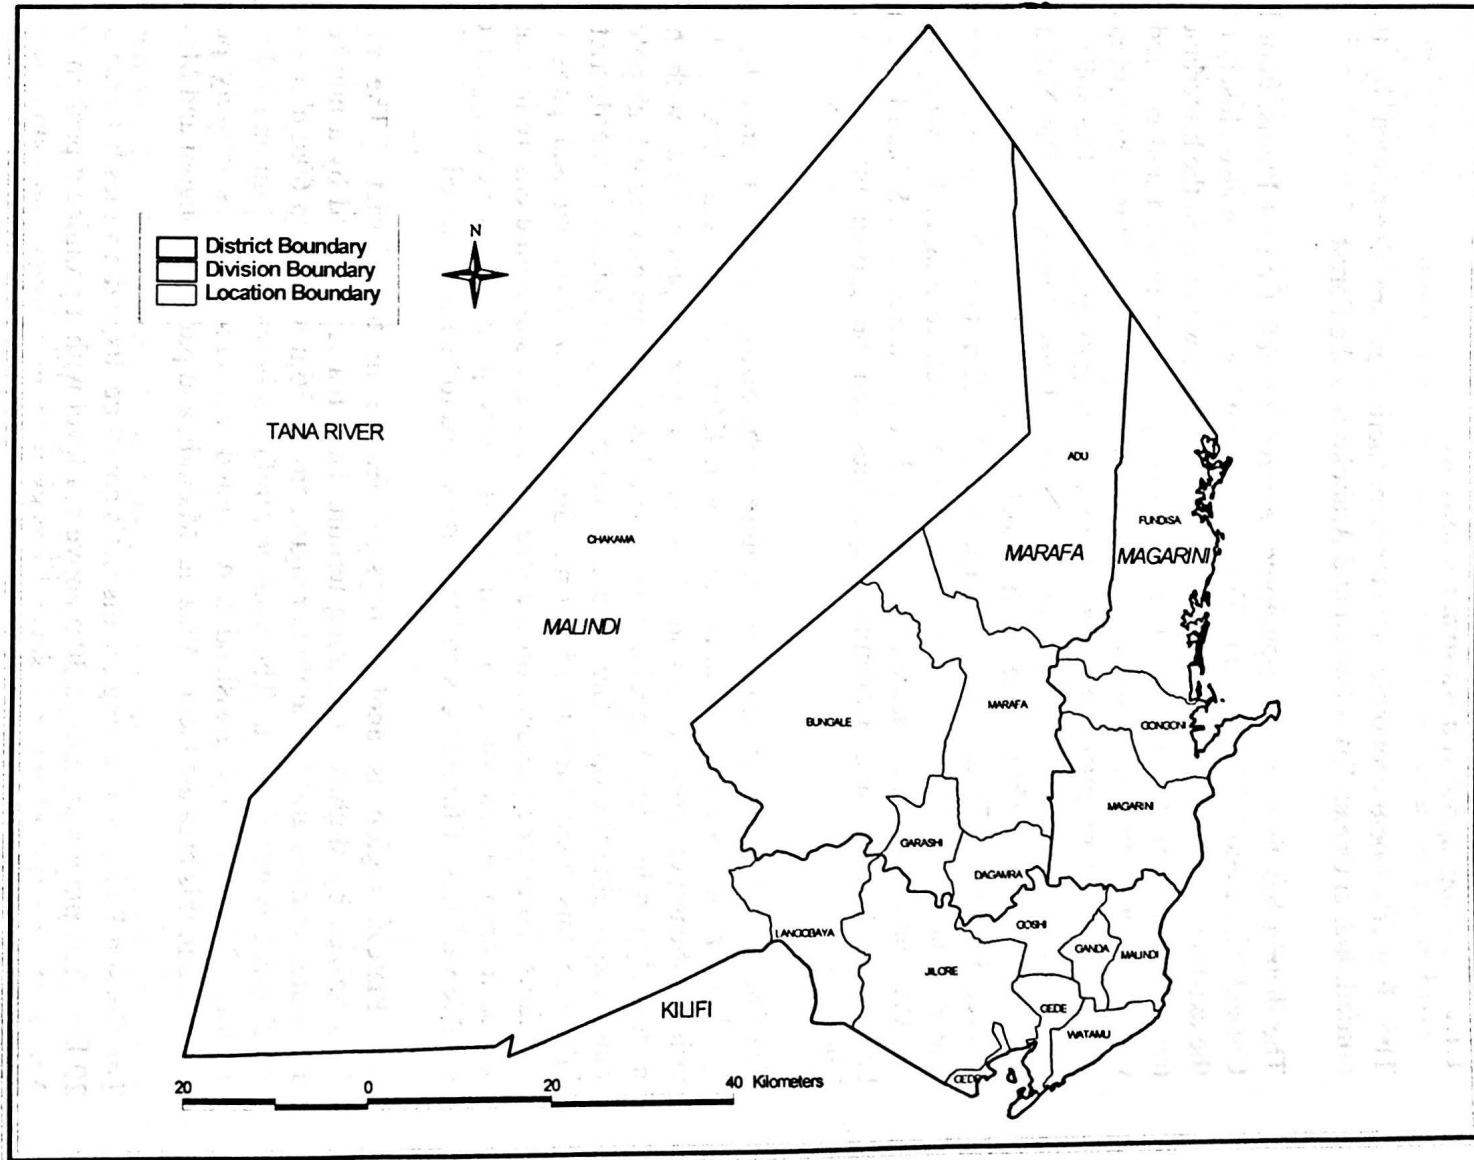 N
District Boundary
Division Boundary
Location Boundary
TANA RIVER
ADU
FUNDISA
CHAKAMA
MARAFA
MAGARINI
MALINDI
MARAFA
BUNGALE
GONGONI
MAGARINI
GARASHI
DAGAMRA
GOSHI
LANGOBAYA
GANDA
MALINDI
JILORE
KILIFI
GEDE
WATAMU
GEDE
20 0 20 40 Kilometers